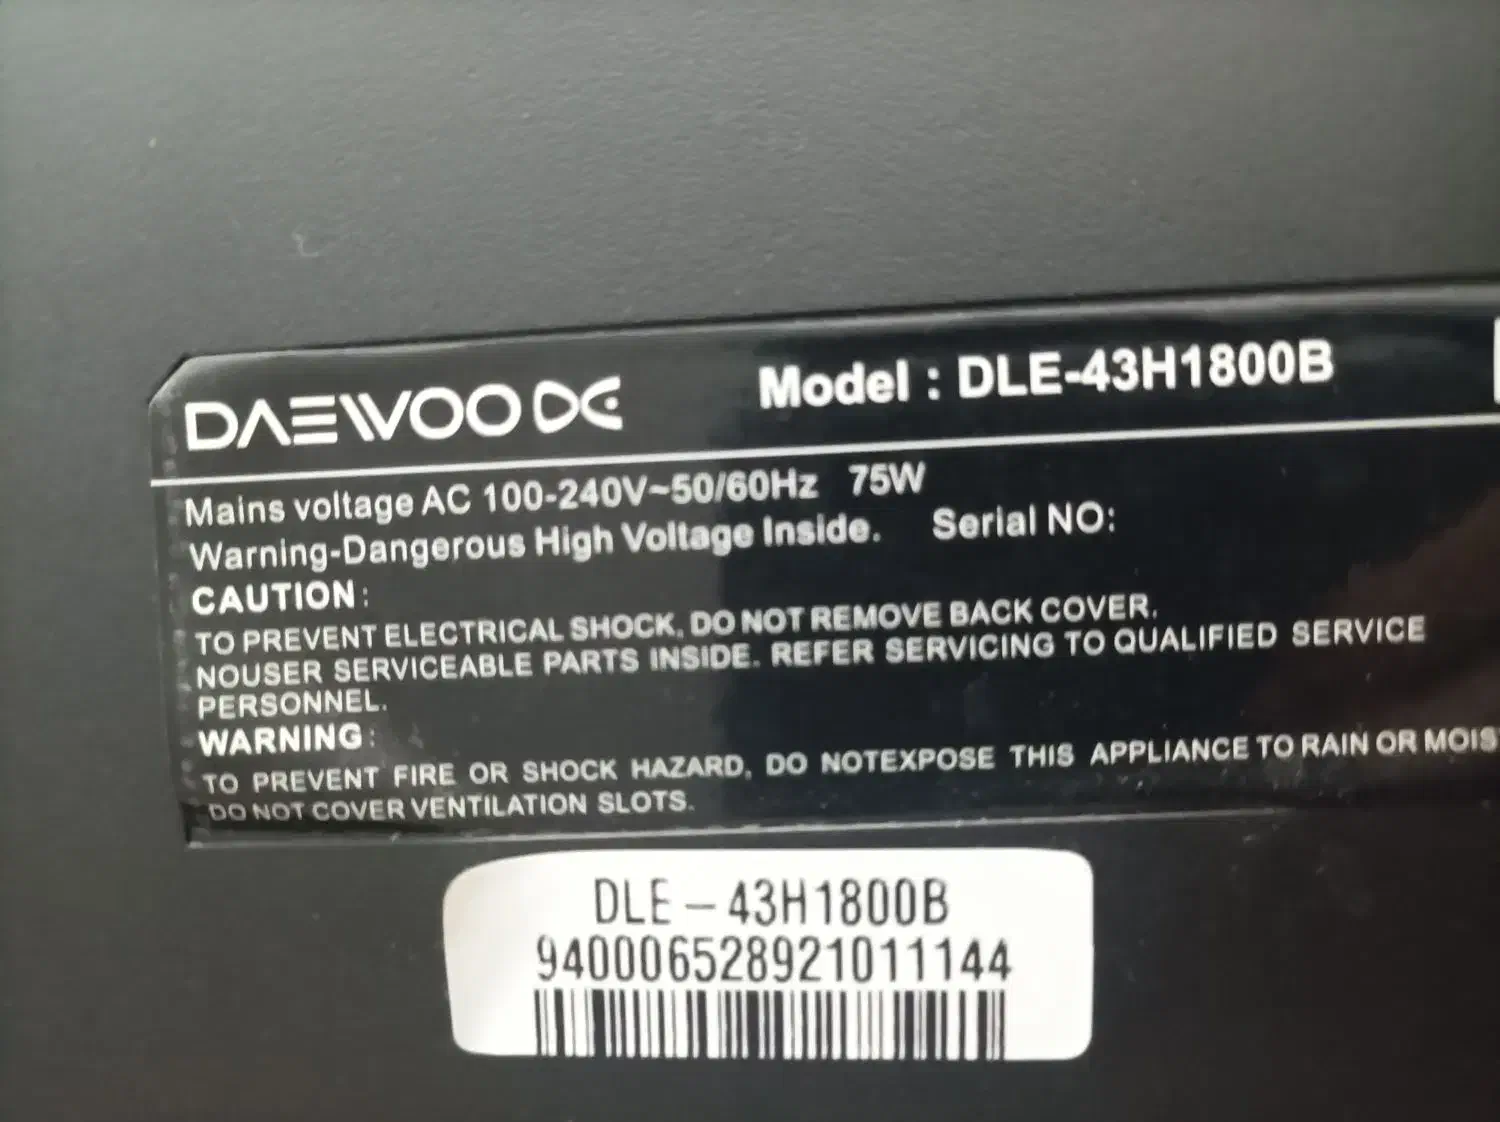 DAEWOO
Model : DLE-43H1800B
Mains voltage AC 100-240V~50/60Hz 75W
Warning-Dangerous High Voltage Inside. Serial NO:
CAUTION:
TO PREVENT ELECTRICAL SHOCK, DO NOT REMOVE BACK COVER.
NOUSER SERVICEABLE PARTS INSIDE. REFER SERVICING TO QUALIFIED SERVICE
PERSONNEL.
WARNING:
TO PREVENT FIRE OR SHOCK HAZARD, DO NOTEXPOSE THIS APPLIANCE TO RAIN OR MOIS
DO NOT COVER VENTILATION SLOTS.
DLE-43H1800B
940006528921011144